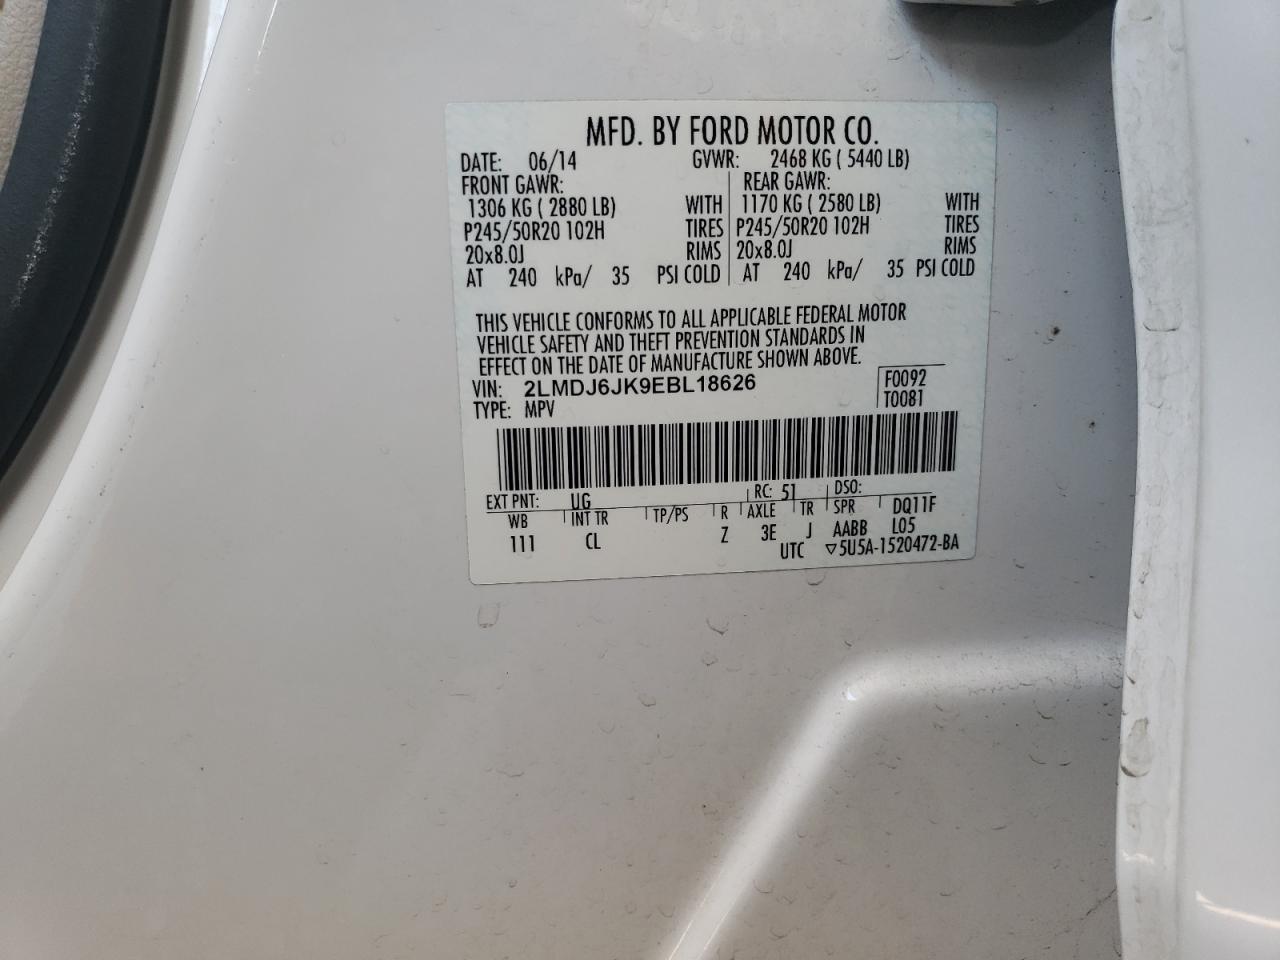 MFD. BY FORD MOTOR CO.
DATE: 06/14 GVWR: 2468 KG ( 5440 LB)
FRONT GAWR: REAR GAWR:
1306 KG ( 2880 LB) WITH 1170 KG ( 2580 LB) WITH
P245/50R20 102H TIRES P245/50R20 102H TIRES
20x8.0J RIMS 20x8.0J RIMS
AT 240 kPa/ 35 PSI COLD AT 240 kPa/ 35 PSI COLD
THIS VEHICLE CONFORMS TO ALL APPLICABLE FEDERAL MOTOR
VEHICLE SAFETY AND THEFT PREVENTION STANDARDS IN
EFFECT ON THE DATE OF MANUFACTURE SHOWN ABOVE.
VIN: 2LMDJ6JK9EBL18626 F0092
TYPE: MPV T0081
EXT PNT: UG RC: 51 DSO:
WB INT TR TP/PS R AXLE TR SPR DQ11F
111 CL Z 3E J AABB L05
UTC ▽5U5A-1520472-BA